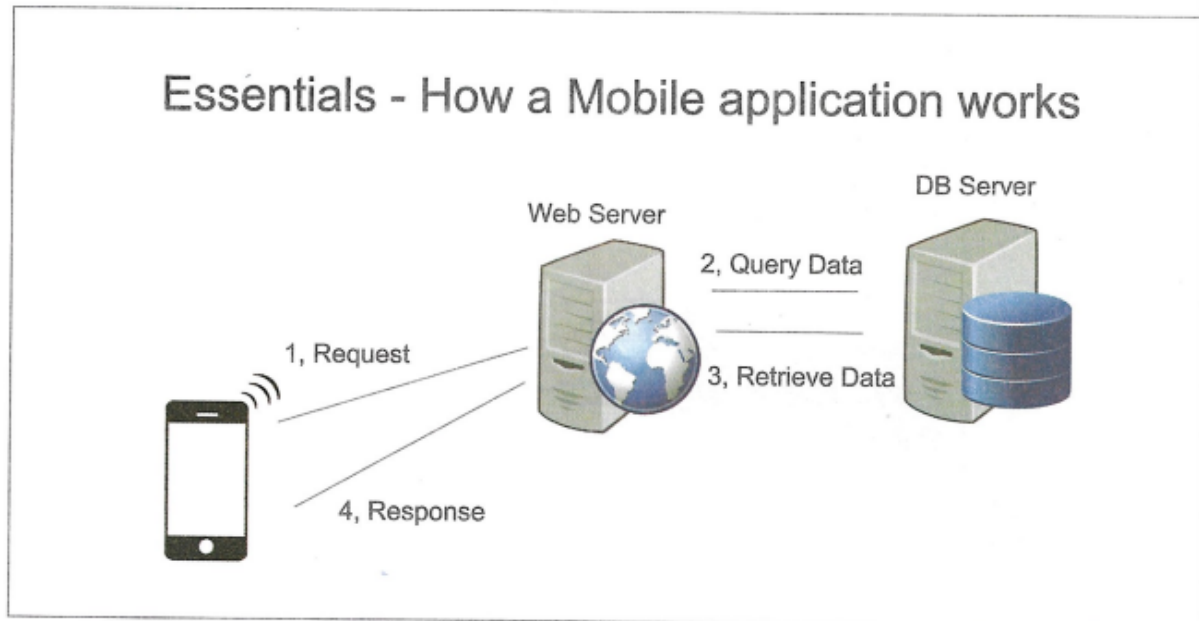 Essentials - How a Mobile application works
DB Server
Web Server
2, Query Data
1, Request
3, Retrieve Data
4, Response